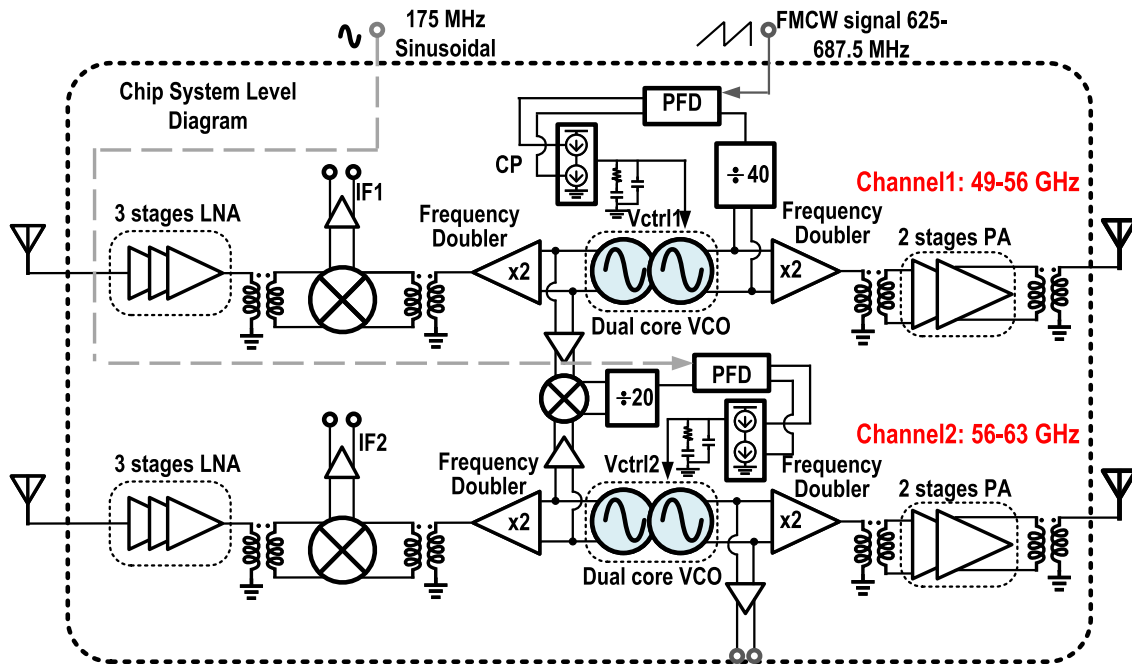 175 MHz
Sinusoidal
FMCW signal 625-
687.5 MHz
Chip System Level
Diagram
PFD
CP
÷ 40
IF1
Channel1: 49-56 GHz
3 stages LNA
Frequency
Doubler
Vctrl1
Frequency
Doubler
2 stages PA
x2
x2
Dual core VCO
PFD
÷20
IF2
Channel2: 56-63 GHz
3 stages LNA
Frequency
Doubler
Vctrl2
Frequency
Doubler
2 stages PA
x2
x2
Dual core VCO